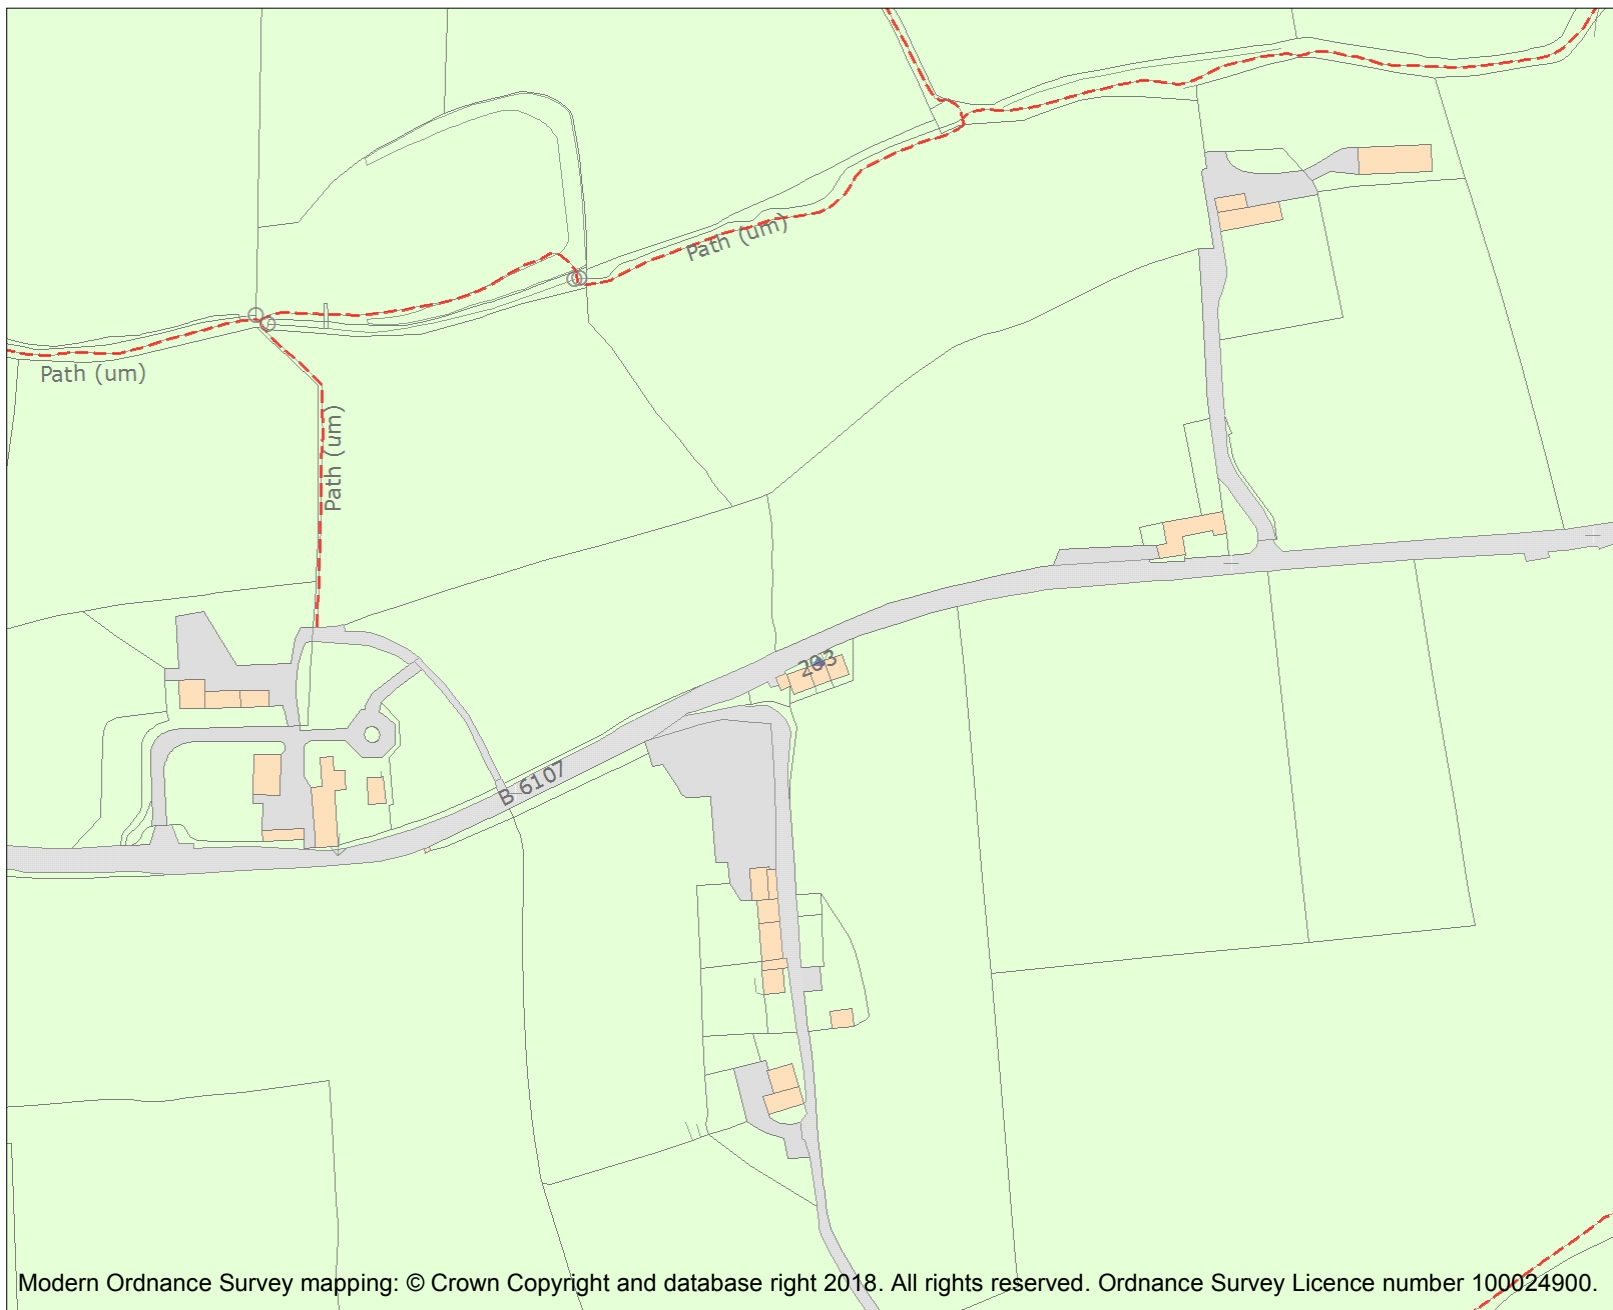 Path (um)
Path (um)
Path (um)
203
B 6107
Modern Ordnance Survey mapping: © Crown Copyright and database right 2018. All rights reserved. Ordnance Survey Licence number 100024900.